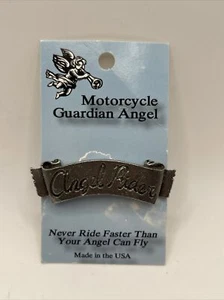 Motorcycle
Guardian Angel
Angel Rider
Never Ride Faster Than
Your Angel Can Fly
Made in the USA